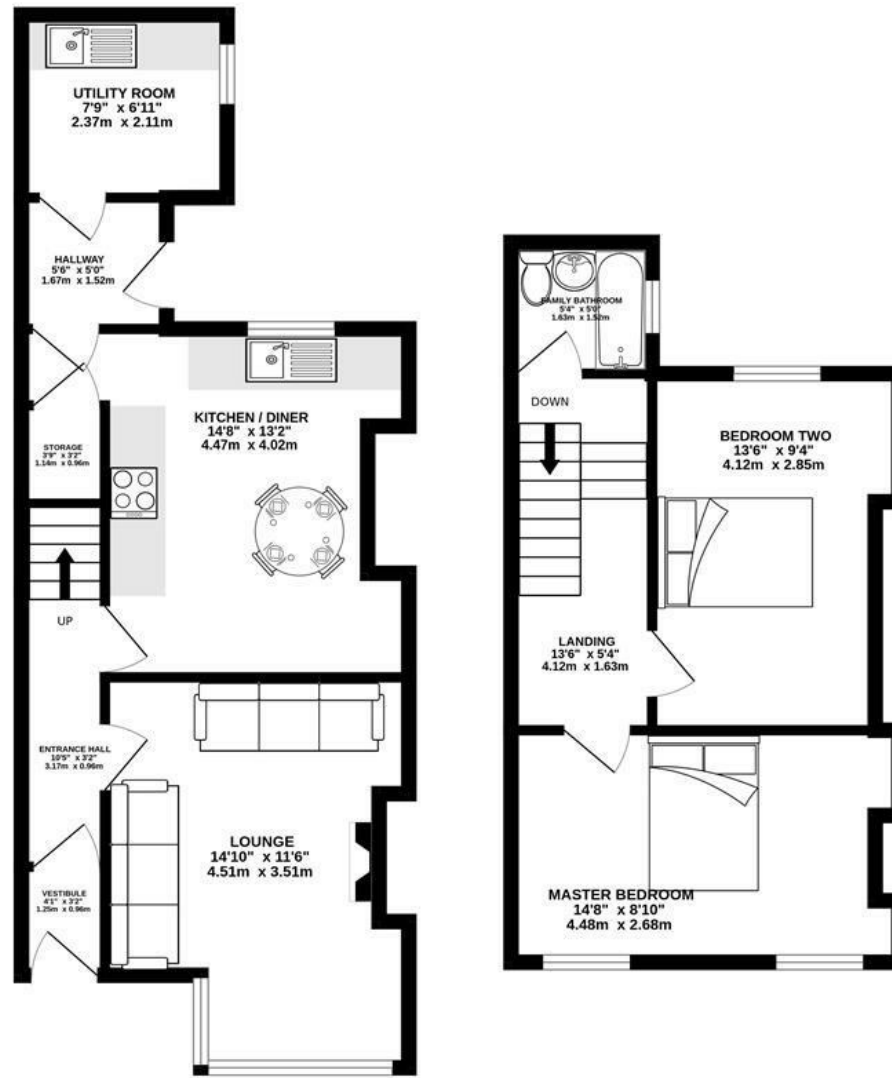 UTILITY ROOM
7'9" x 6'11"
2.37m x 2.11m
HALLWAY
5'6" x 5'0"
1.67m x 1.52m
KITCHEN / DINER
14'8" x 13'2"
4.47m x 4.02m
STORAGE
3'9" x 3'2"
1.14m x 0.96m
UP
ENTRANCE HALL
10'5" x 3'2"
3.17m x 0.96m
LOUNGE
14'10" x 11'6"
4.51m x 3.51m
VESTIBULE
4'1" x 3'2"
1.25m x 0.96m
FAMILY BATHROOM
5'4" x 5'0"
1.63m x 1.52m
DOWN
BEDROOM TWO
13'6" x 9'4"
4.12m x 2.85m
LANDING
13'6" x 5'4"
4.12m x 1.63m
MASTER BEDROOM
14'8" x 8'10"
4.48m x 2.68m